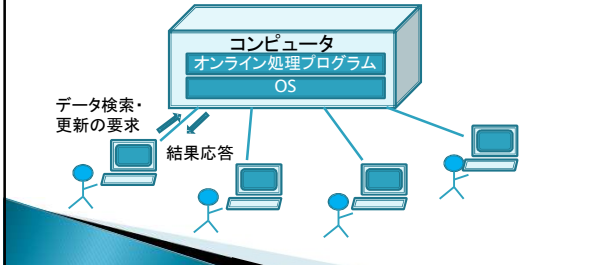 コンピュータ
オンライン処理プログラム
OS
データ検索・
更新の要求
結果応答